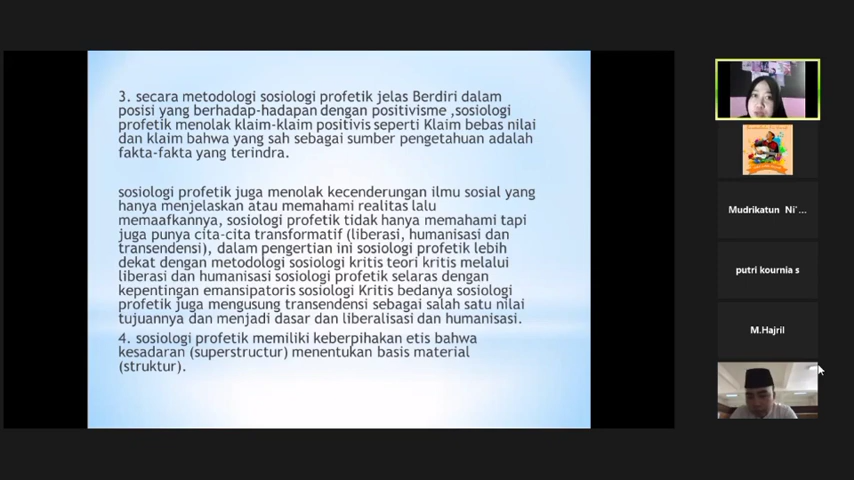 3. secara metodologi sosiologi profetik jelas Berdiri dalam
posisi yang berhadap-hadapan dengan positivisme ,sosiologi
profetik menolak klaim-klaim positivis seperti Klaim bebas nilai
dan klaim bahwa yang sah sebagai sumber pengetahuan adalah
fakta-fakta yang terindra.
sosiologi profetik juga menolak kecenderungan ilmu sosial yang
hanya menjelaskan atau memahami realitas lalu
memaafkannya, sosiologi profetik tidak hanya memahami tapi
juga punya cita-cita transformatif (liberasi, humanisasi dan
transendensi), dalam pengertian ini sosiologi profetik lebih
dekat dengan metodologi sosiologi kritis teori kritis melalui
liberasi dan humanisasi sosiologi profetik selaras dengan
kepentingan emansipatoris sosiologi Kritis bedanya sosiologi
profetik juga mengusung transendensi sebagai salah satu nilai
tujuannya dan menjadi dasar dan liberalisasi dan humanisasi.
4. sosiologi profetik memiliki keberpihakan etis bahwa
kesadaran (superstructur) menentukan basis material
(struktur).
Mudrikatun Ni'...
putri kournia s
M.Hajril